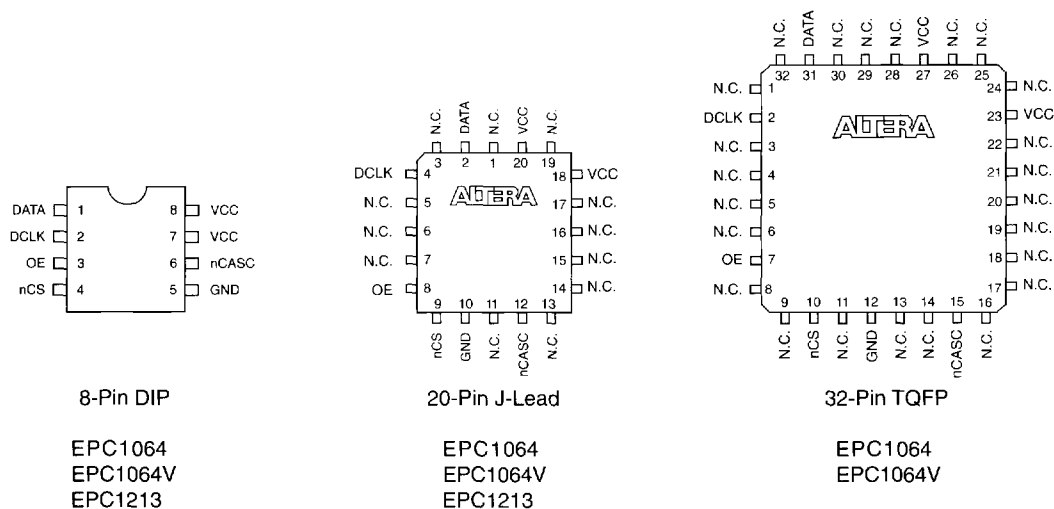 DATA 1 8 VCC
DCLK 2 7 VCC
OE 3 6 nCASC
nCS 4 5 GND
8-Pin DIP
EPC1064
EPC1064V
EPC1213
N.C. DATA N.C. VCC N.C.
3 2 1 20 19
DCLK 4 18 VCC
ALTERA
N.C. 5 17 N.C.
N.C. 6 16 N.C.
N.C. 7 15 N.C.
OE 8 14 N.C.
9 10 11 12 13
nCS GND N.C. nCASC N.C.
20-Pin J-Lead
EPC1064
EPC1064V
EPC1213
N.C. DATA N.C. N.C. N.C. VCC N.C. N.C.
32 31 30 29 28 27 26 25
N.C. 1 24 N.C.
DCLK 2 23 VCC
ALTERA
N.C. 3 22 N.C.
N.C. 4 21 N.C.
N.C. 5 20 N.C.
N.C. 6 19 N.C.
OE 7 18 N.C.
N.C. 8 17 N.C.
9 10 11 12 13 14 15 16
N.C. nCS N.C. GND N.C. N.C. nCASC N.C.
32-Pin TQFP
EPC1064
EPC1064V